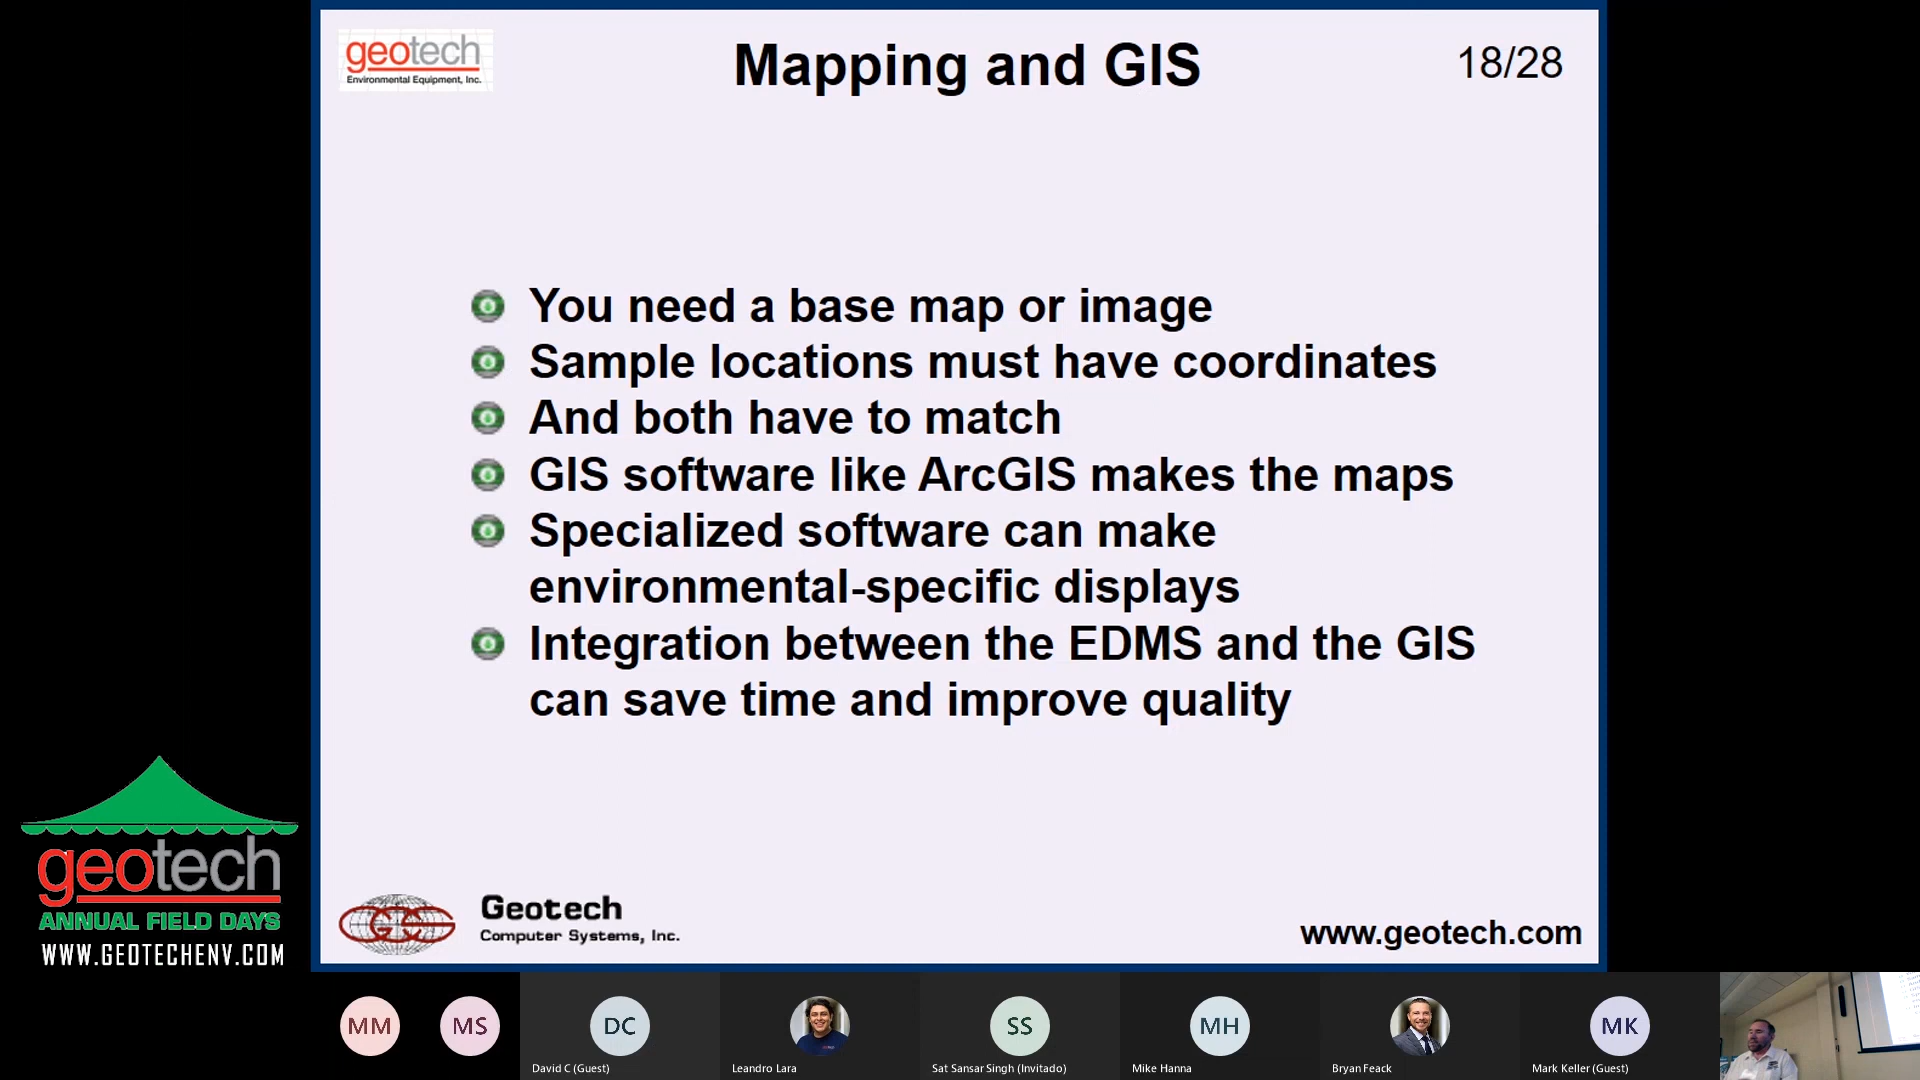 geotech
Environmental Equipment, Inc.
Mapping and GIS
18/28
You need a base map or image
Sample locations must have coordinates
And both have to match
GIS software like ArcGIS makes the maps
Specialized software can make
environmental-specific displays
Integration between the EDMS and the GIS
can save time and improve quality
geotech
ANNUAL FIELD DAYS
WWW.GEOTECHENV.COM
GCS
Geotech
Computer Systems, Inc.
www.geotech.com
MM
MS
DC
SS
MH
MK
David C (Guest)
Leandro Lara
Sat Sansar Singh (Invitado)
Mike Hanna
Bryan Feack
Mark Keller (Guest)